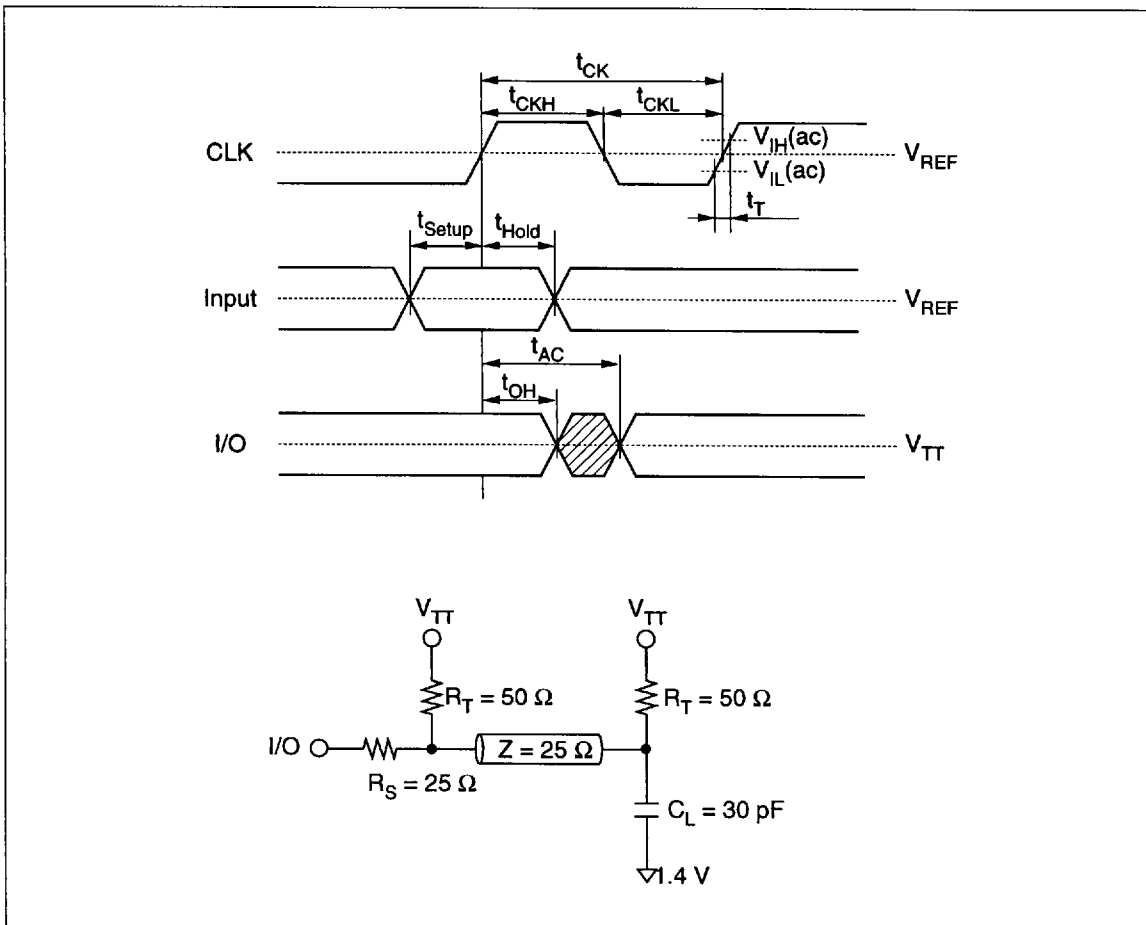 t_CK
t_CKH t_CKL
CLK V_IH(ac) V_REF
V_IL(ac)
t_T
t_Setup t_Hold
Input V_REF
t_AC
t_OH
I/O V_TT
V_TT V_TT
R_T = 50 Ω R_T = 50 Ω
I/O Z = 25 Ω
R_S = 25 Ω
C_L = 30 pF
1.4 V